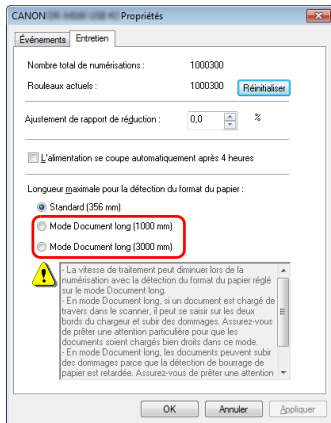 CANON Propriétés
Événements
Entretien
Nombre total de numérisations : 1000300
Rouleaux actuels : 1000300 Réinitialiser
Ajustement de rapport de réduction : 0,0 %
L'alimentation se coupe automatiquement après 4 heures
Longueur maximale pour la détection du format du papier :
Standard (356 mm)
Mode Document long (1000 mm)
Mode Document long (3000 mm)
- La vitesse de traitement peut diminuer lors de la
numérisation avec la détection du format du papier réglé
sur le mode Document long.
- En mode Document long, si un document est chargé de
travers dans le scanner, il peut se saisir sur les deux
bords du chargeur et subir des dommages. Assurez-vous
de prêter une attention particulière pour que les
documents soient chargés bien droits dans ce mode.
- En mode Document long, les documents peuvent subir
des dommages parce que la détection de bourrage de
papier est retardée. Assurez-vous de prêter une attention
OK Annuler Appliquer